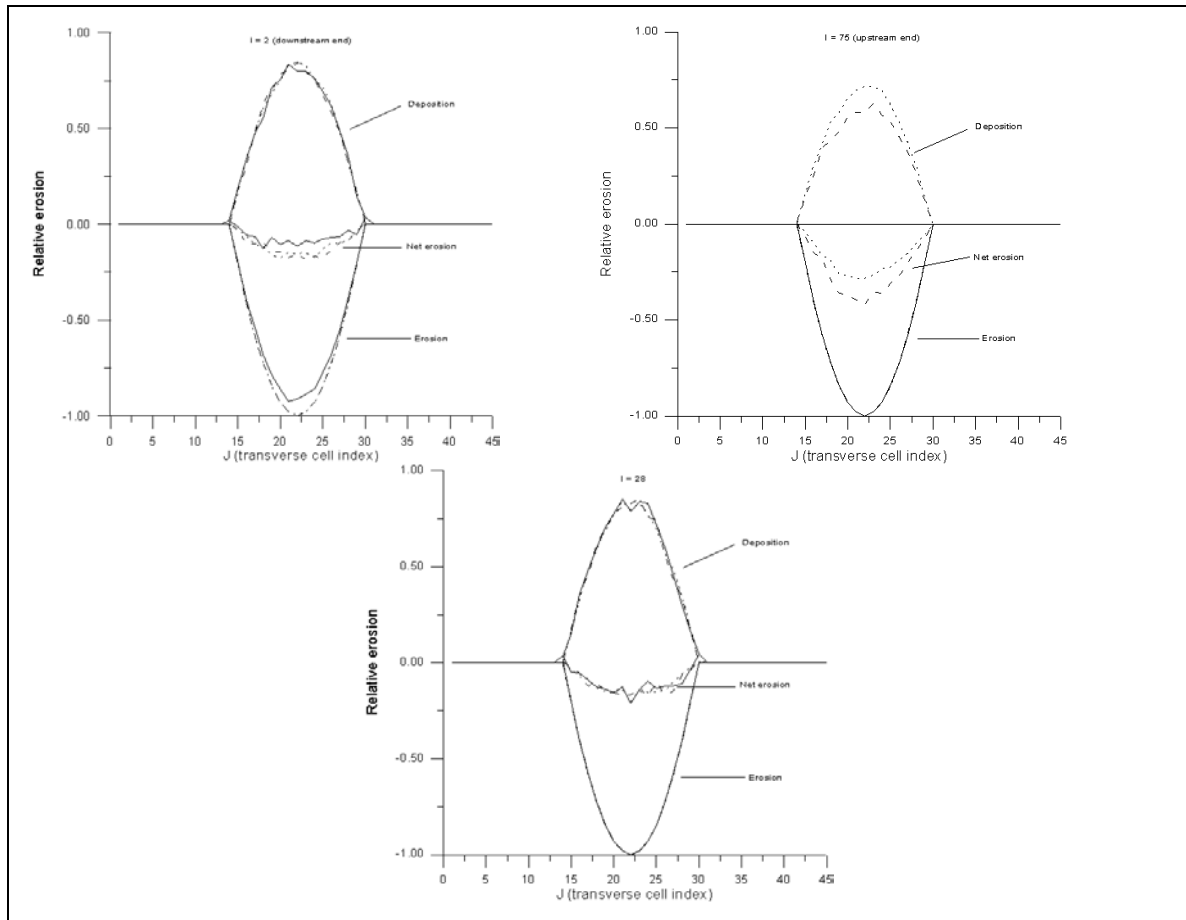 I = 2 (downstream end)
1.00
0.50
0.00
-0.50
-1.00
Relative erosion
Deposition
Net erosion
Erosion
0 5 10 15 20 25 30 35 40 45
J (transverse cell index)
I = 75 (upstream end)
1.00
0.50
0.00
-0.50
-1.00
Relative erosion
Deposition
Net erosion
Erosion
0 5 10 15 20 25 30 35 40 45
J (transverse cell index)
I = 28
1.00
0.50
0.00
-0.50
-1.00
Relative erosion
Deposition
Net erosion
Erosion
0 5 10 15 20 25 30 35 40 45
J (transverse cell index)